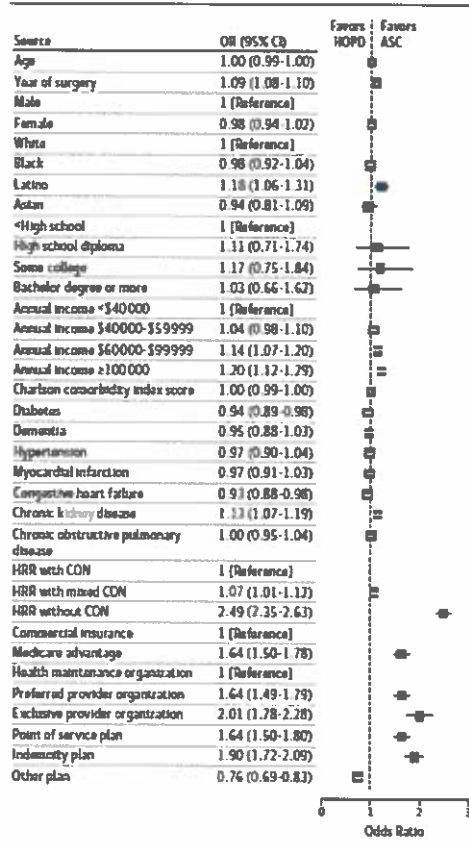 Favors Favors
Source OR (95% CI) HOPD ASC
Age 1.00 (0.99-1.00)
Year of surgery 1.09 (1.08-1.10)
Male 1 [Reference]
Female 0.98 (0.94-1.02)
White 1 [Reference]
Black 0.98 (0.92-1.04)
Latino 1.18 (1.06-1.31)
Asian 0.94 (0.81-1.09)
<High school 1 [Reference]
High school diploma 1.11 (0.71-1.74)
Some college 1.17 (0.75-1.84)
Bachelor degree or more 1.03 (0.66-1.62)
Annual income <$40000 1 [Reference]
Annual income $40000-$59999 1.04 (0.98-1.10)
Annual income $60000-$99999 1.14 (1.07-1.20)
Annual income ≥100000 1.20 (1.12-1.29)
Charlson comorbidity index score 1.00 (0.99-1.00)
Diabetes 0.94 (0.89-0.98)
Dementia 0.95 (0.88-1.03)
Hypertension 0.97 (0.90-1.04)
Myocardial infarction 0.97 (0.91-1.03)
Congestive heart failure 0.93 (0.88-0.98)
Chronic kidney disease 1.13 (1.07-1.19)
Chronic obstructive pulmonary 1.00 (0.95-1.04)
disease
HRR with CON 1 [Reference]
HRR with mixed CON 1.07 (1.01-1.12)
HRR without CON 2.49 (2.35-2.63)
Commercial insurance 1 [Reference]
Medicare advantage 1.64 (1.50-1.78)
Health maintenance organization 1 [Reference]
Preferred provider organization 1.64 (1.49-1.79)
Exclusive provider organization 2.01 (1.78-2.28)
Point of service plan 1.64 (1.50-1.80)
Indemnity plan 1.90 (1.72-2.09)
Other plan 0.76 (0.69-0.83)
0 1 2 3
Odds Ratio